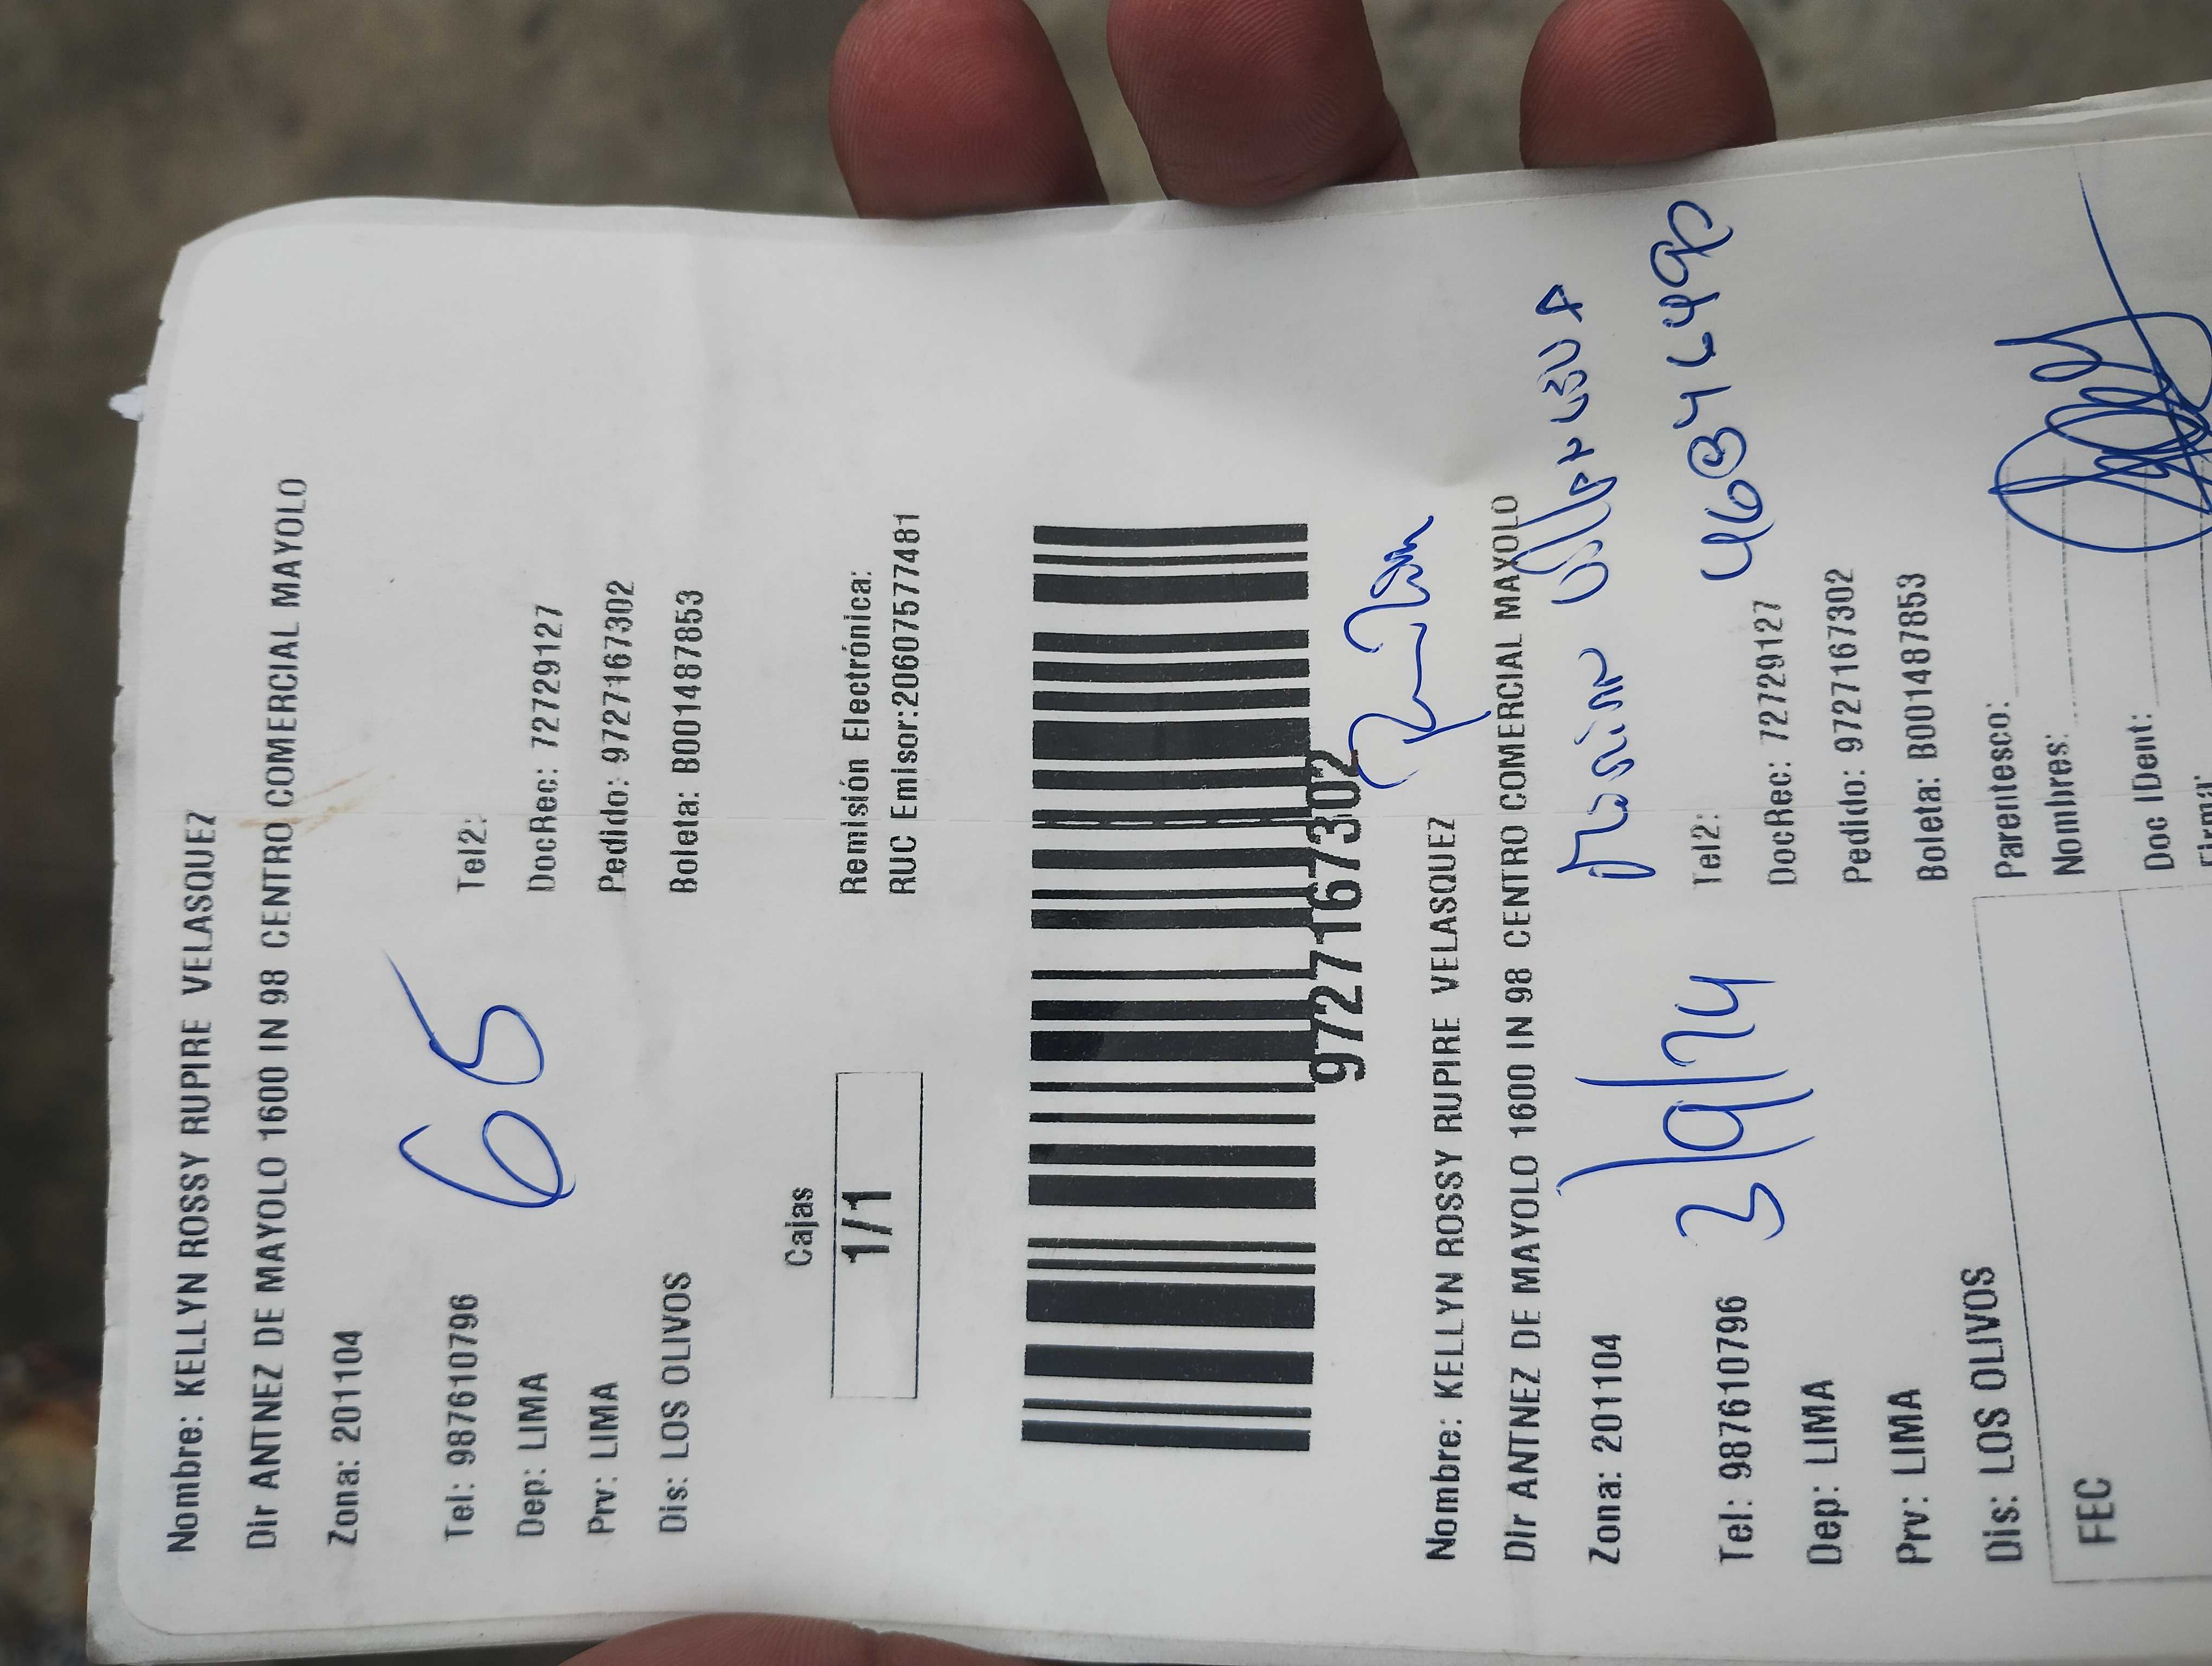 Nombre: KELLYN ROSSY RUPIRE VELASQUEZ
Dir ANTNEZ DE MAYOLO 1600 IN 98 CENTRO COMERCIAL MAYOLO
Zona: 201104
65
Tel: 987610796 Tel2:
Dep: LIMA DocRec: 72729127
Prv: LIMA Pedido: 9727167302
Dis: LOS OLIVOS Boleta: B001487853
Cajas
1/1
Remisión Electrónica:
RUC Emisor:20607577481
9727167302
Nombre: KELLYN ROSSY RUPIRE VELASQUEZ
Dir ANTNEZ DE MAYOLO 1600 IN 98 CENTRO COMERCIAL MAYOLO
Zona: 201104
3/9/24
Tel: 987610796 Tel2:
Dep: LIMA DocRec: 72729127
Prv: LIMA Pedido: 9727167302
Dis: LOS OLIVOS Boleta: B001487853
FEC
Parentesco:
Nombres:
Doc IDent:
Firma: